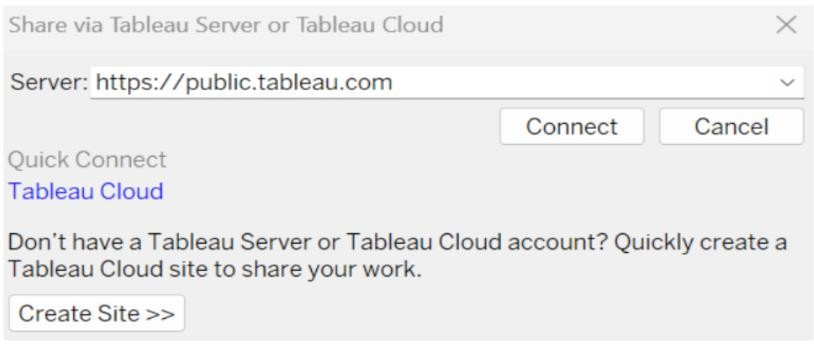 Share via Tableau Server or Tableau Cloud
Server: https://public.tableau.com
Connect Cancel
Quick Connect
Tableau Cloud
Don't have a Tableau Server or Tableau Cloud account? Quickly create a
Tableau Cloud site to share your work.
Create Site >>